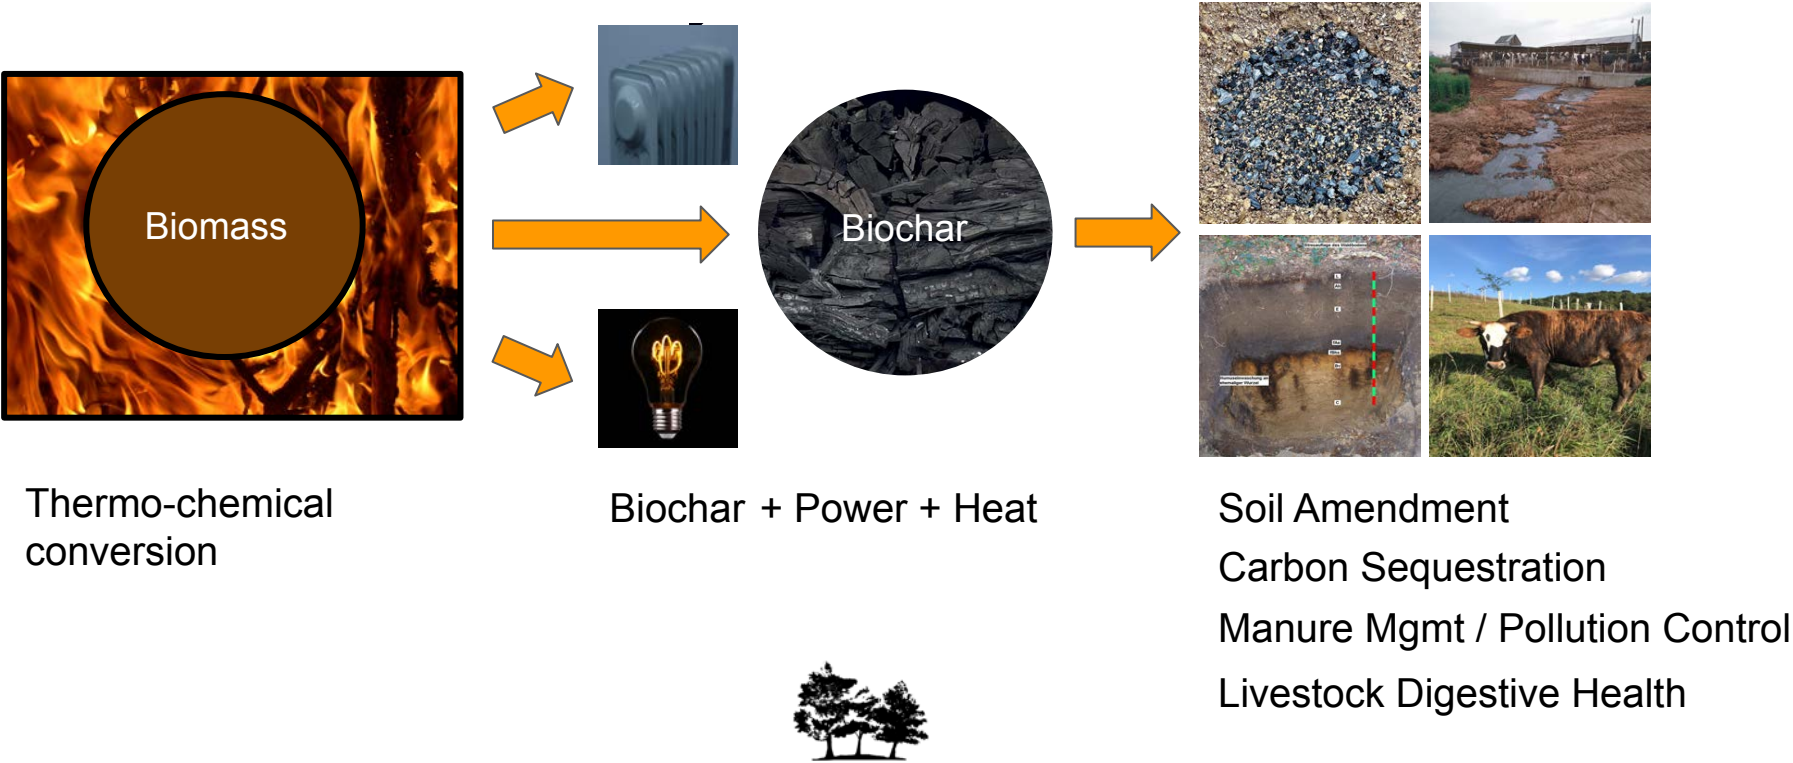 Biomass
Biochar
L
Ah
E
C
Thermo-chemical
conversion
Biochar + Power + Heat
Soil Amendment
Carbon Sequestration
Manure Mgmt / Pollution Control
Livestock Digestive Health